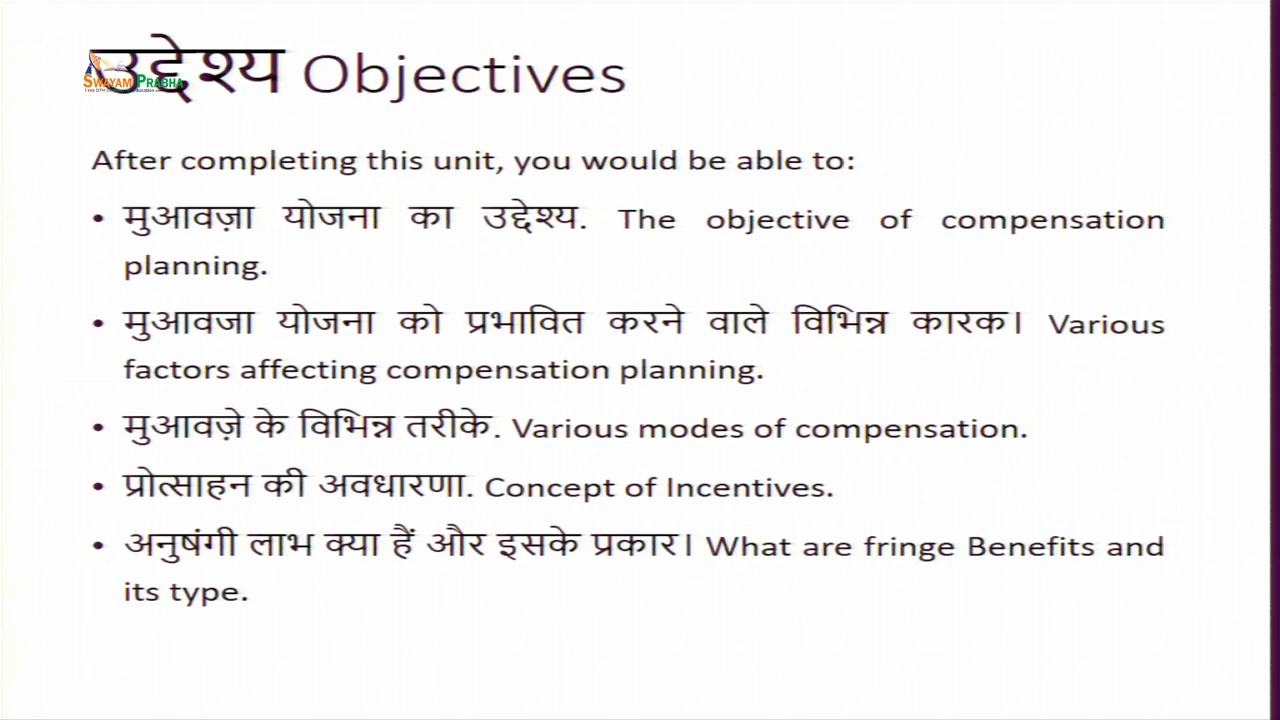 उद्देश्य Objectives
SWAYAM PRABHA
After completing this unit, you would be able to:
• मुआवज़ा योजना का उद्देश्य. The objective of compensation
planning.
• मुआवजा योजना को प्रभावित करने वाले विभिन्न कारक। Various
factors affecting compensation planning.
• मुआवज़े के विभिन्न तरीके. Various modes of compensation.
• प्रोत्साहन की अवधारणा. Concept of Incentives.
• अनुषंगी लाभ क्या हैं और इसके प्रकार। What are fringe Benefits and
its type.